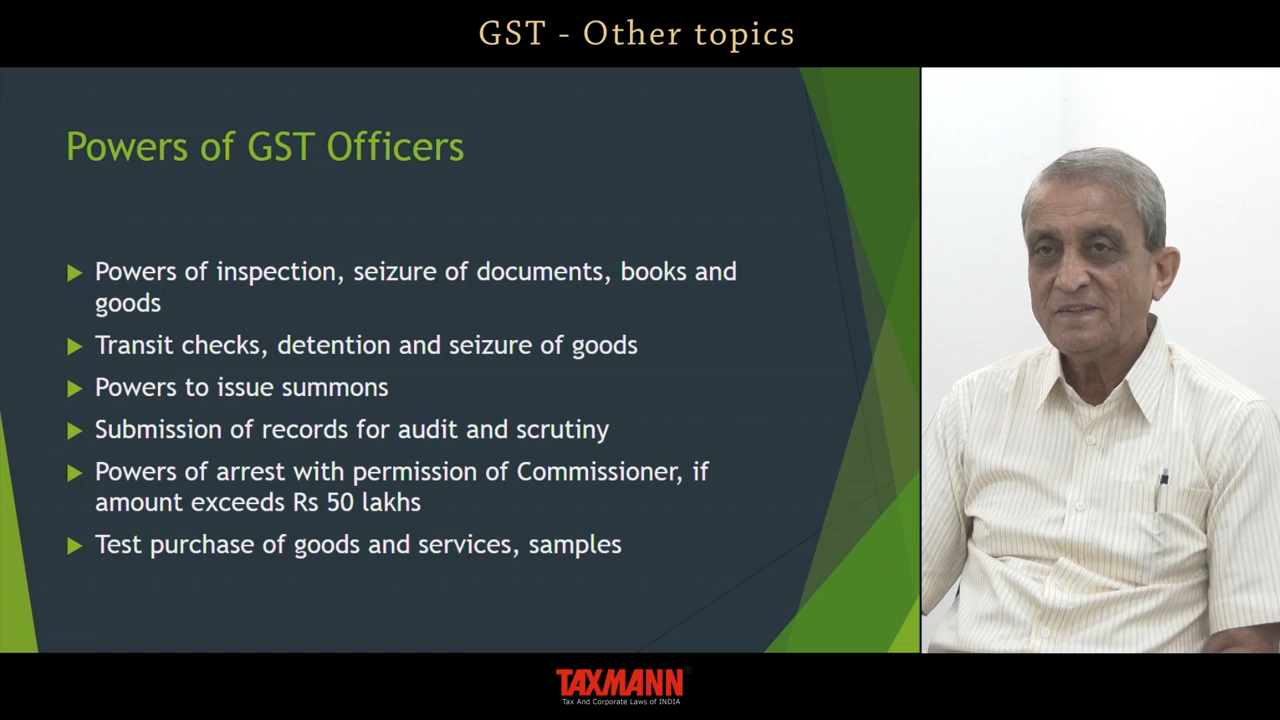 GST - Other topics
Powers of GST Officers
Powers of inspection, seizure of documents, books and
goods
Transit checks, detention and seizure of goods
Powers to issue summons
Submission of records for audit and scrutiny
Powers of arrest with permission of Commissioner, if
amount exceeds Rs 50 lakhs
Test purchase of goods and services, samples
TAXMANN®
Tax And Corporate Laws of INDIA